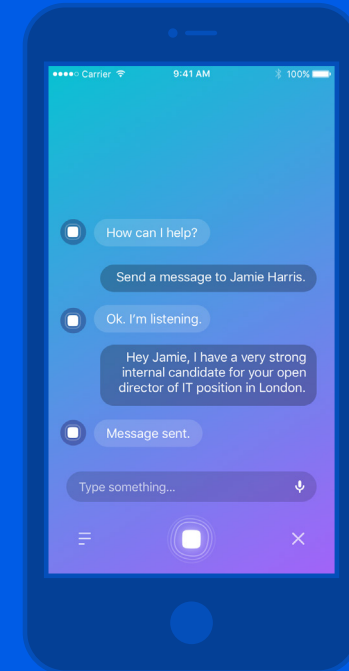 Carrier 9:41 AM 100%
How can I help?
Send a message to Jamie Harris.
Ok. I'm listening.
Hey Jamie, I have a very strong
internal candidate for your open
director of IT position in London.
Message sent.
Type something...